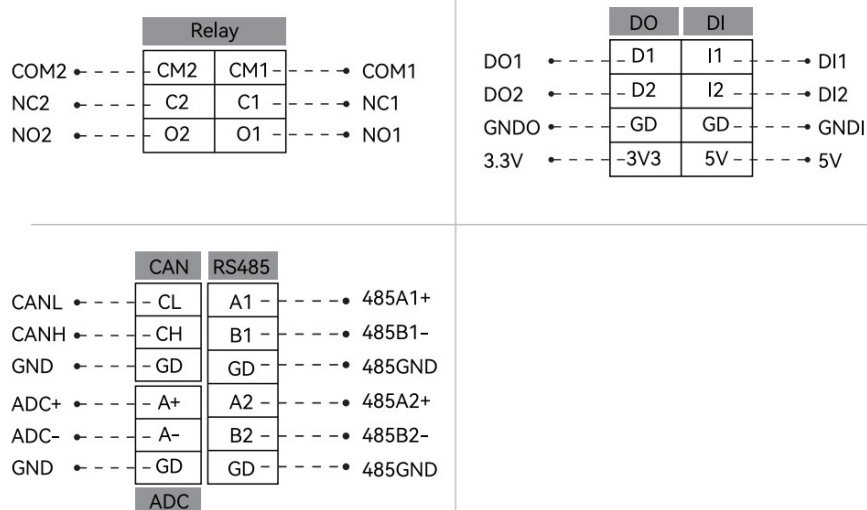 Relay
COM2 CM2 CM1 COM1
NC2 C2 C1 NC1
NO2 O2 O1 NO1
DO DI
DO1 D1 I1 DI1
DO2 D2 I2 DI2
GNDO GD GD GNDI
3.3V 3V3 5V 5V
CAN RS485
CANL CL A1 485A1+
CANH CH B1 485B1-
GND GD GD 485GND
ADC+ A+ A2 485A2+
ADC- A- B2 485B2-
GND GD GD 485GND
ADC